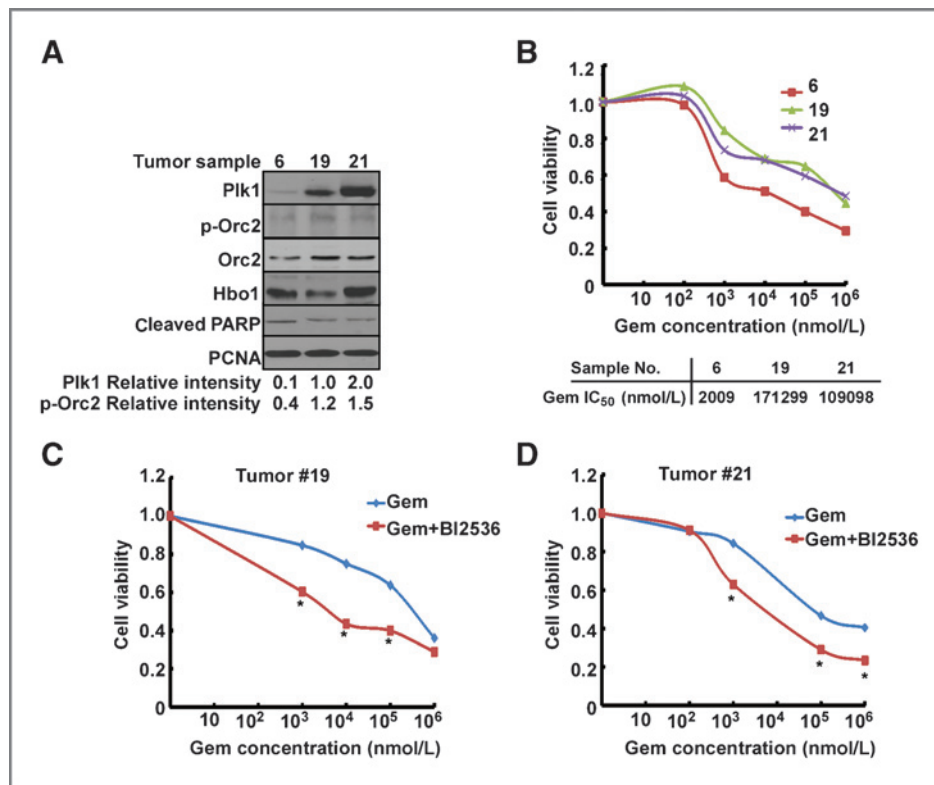 A
Tumor sample 6 19 21
Plk1
p-Orc2
Orc2
Hbo1
Cleaved PARP
PCNA
Plk1 Relative intensity 0.1 1.0 2.0
p-Orc2 Relative intensity 0.4 1.2 1.5
B
1.2
1.0
0.8
0.6
0.4
0.2
0
Cell viability
6
19
21
10 10² 10³ 10⁴ 10⁵ 10⁶
Gem concentration (nmol/L)
Sample No. 6 19 21
Gem IC₅₀ (nmol/L) 2009 171299 109098
C
Tumor #19
1.2
1.0
0.8
0.6
0.4
0.2
0
Cell viability
Gem
Gem+BI2536
* * *
10 10² 10³ 10⁴ 10⁵ 10⁶
Gem concentration (nmol/L)
D
Tumor #21
1.2
1.0
0.8
0.6
0.4
0.2
0
Cell viability
Gem
Gem+BI2536
* * *
10 10² 10³ 10⁴ 10⁵ 10⁶
Gem concentration (nmol/L)